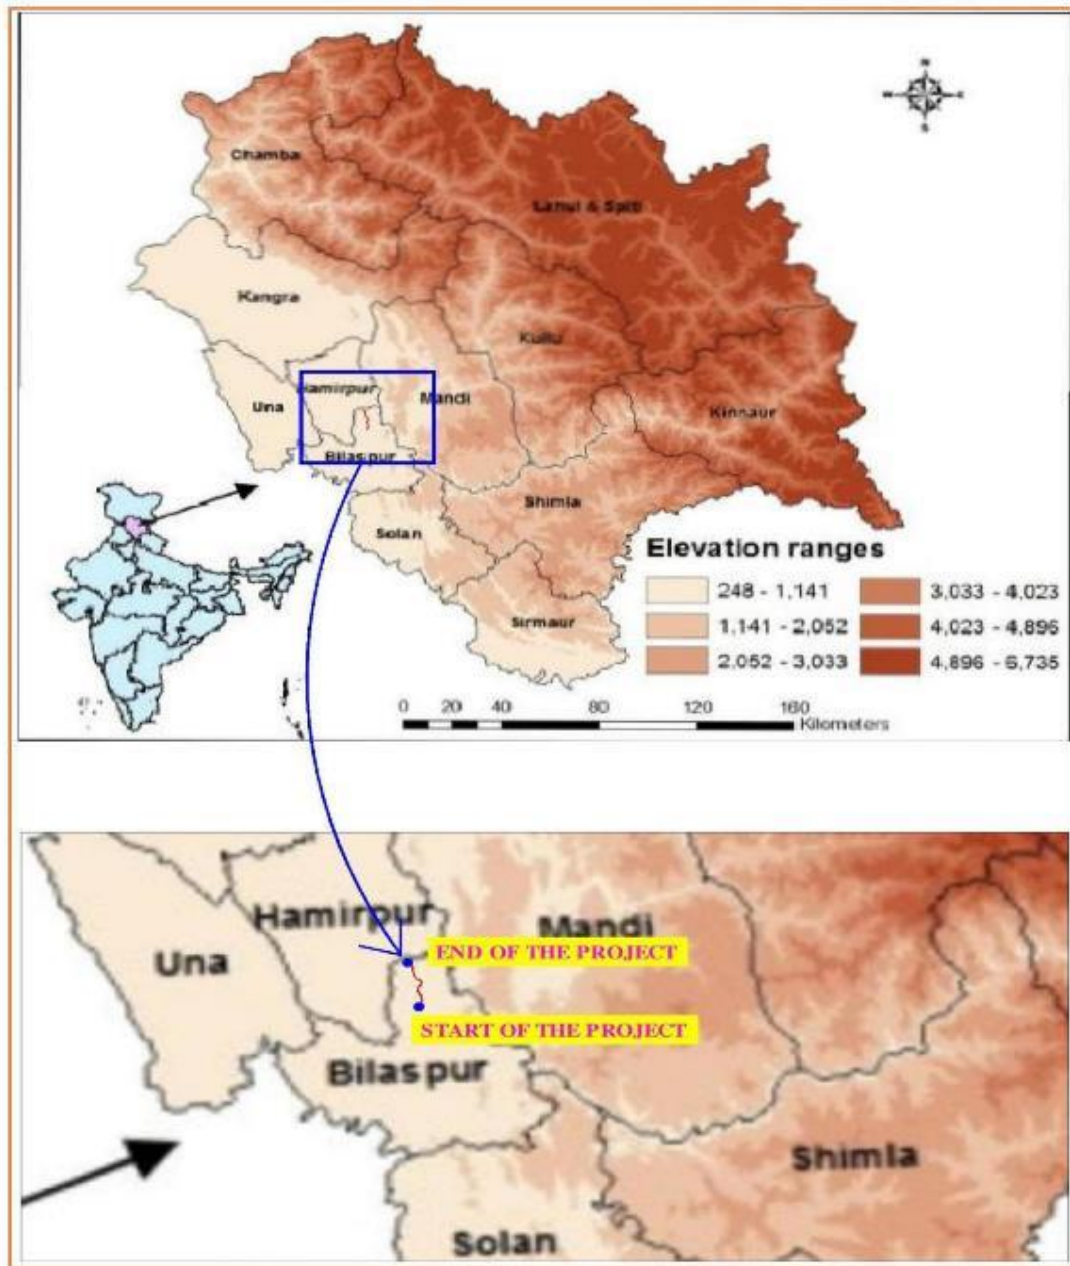 N
W E
S
Chamba
Lahul & Spiti
Kangra
Kullu
Hamirpur
Mandi
Una
Kinnaur
Bilaspur
Shimla
Solan
Sirmaur
Elevation ranges
248 - 1,141
3,033 - 4,023
1,141 - 2,052
4,023 - 4,896
2,052 - 3,033
4,896 - 6,735
0 20 40 80 120 160
Kilometers
Hamirpur
Mandi
Una
END OF THE PROJECT
START OF THE PROJECT
Bilaspur
Shimla
Solan